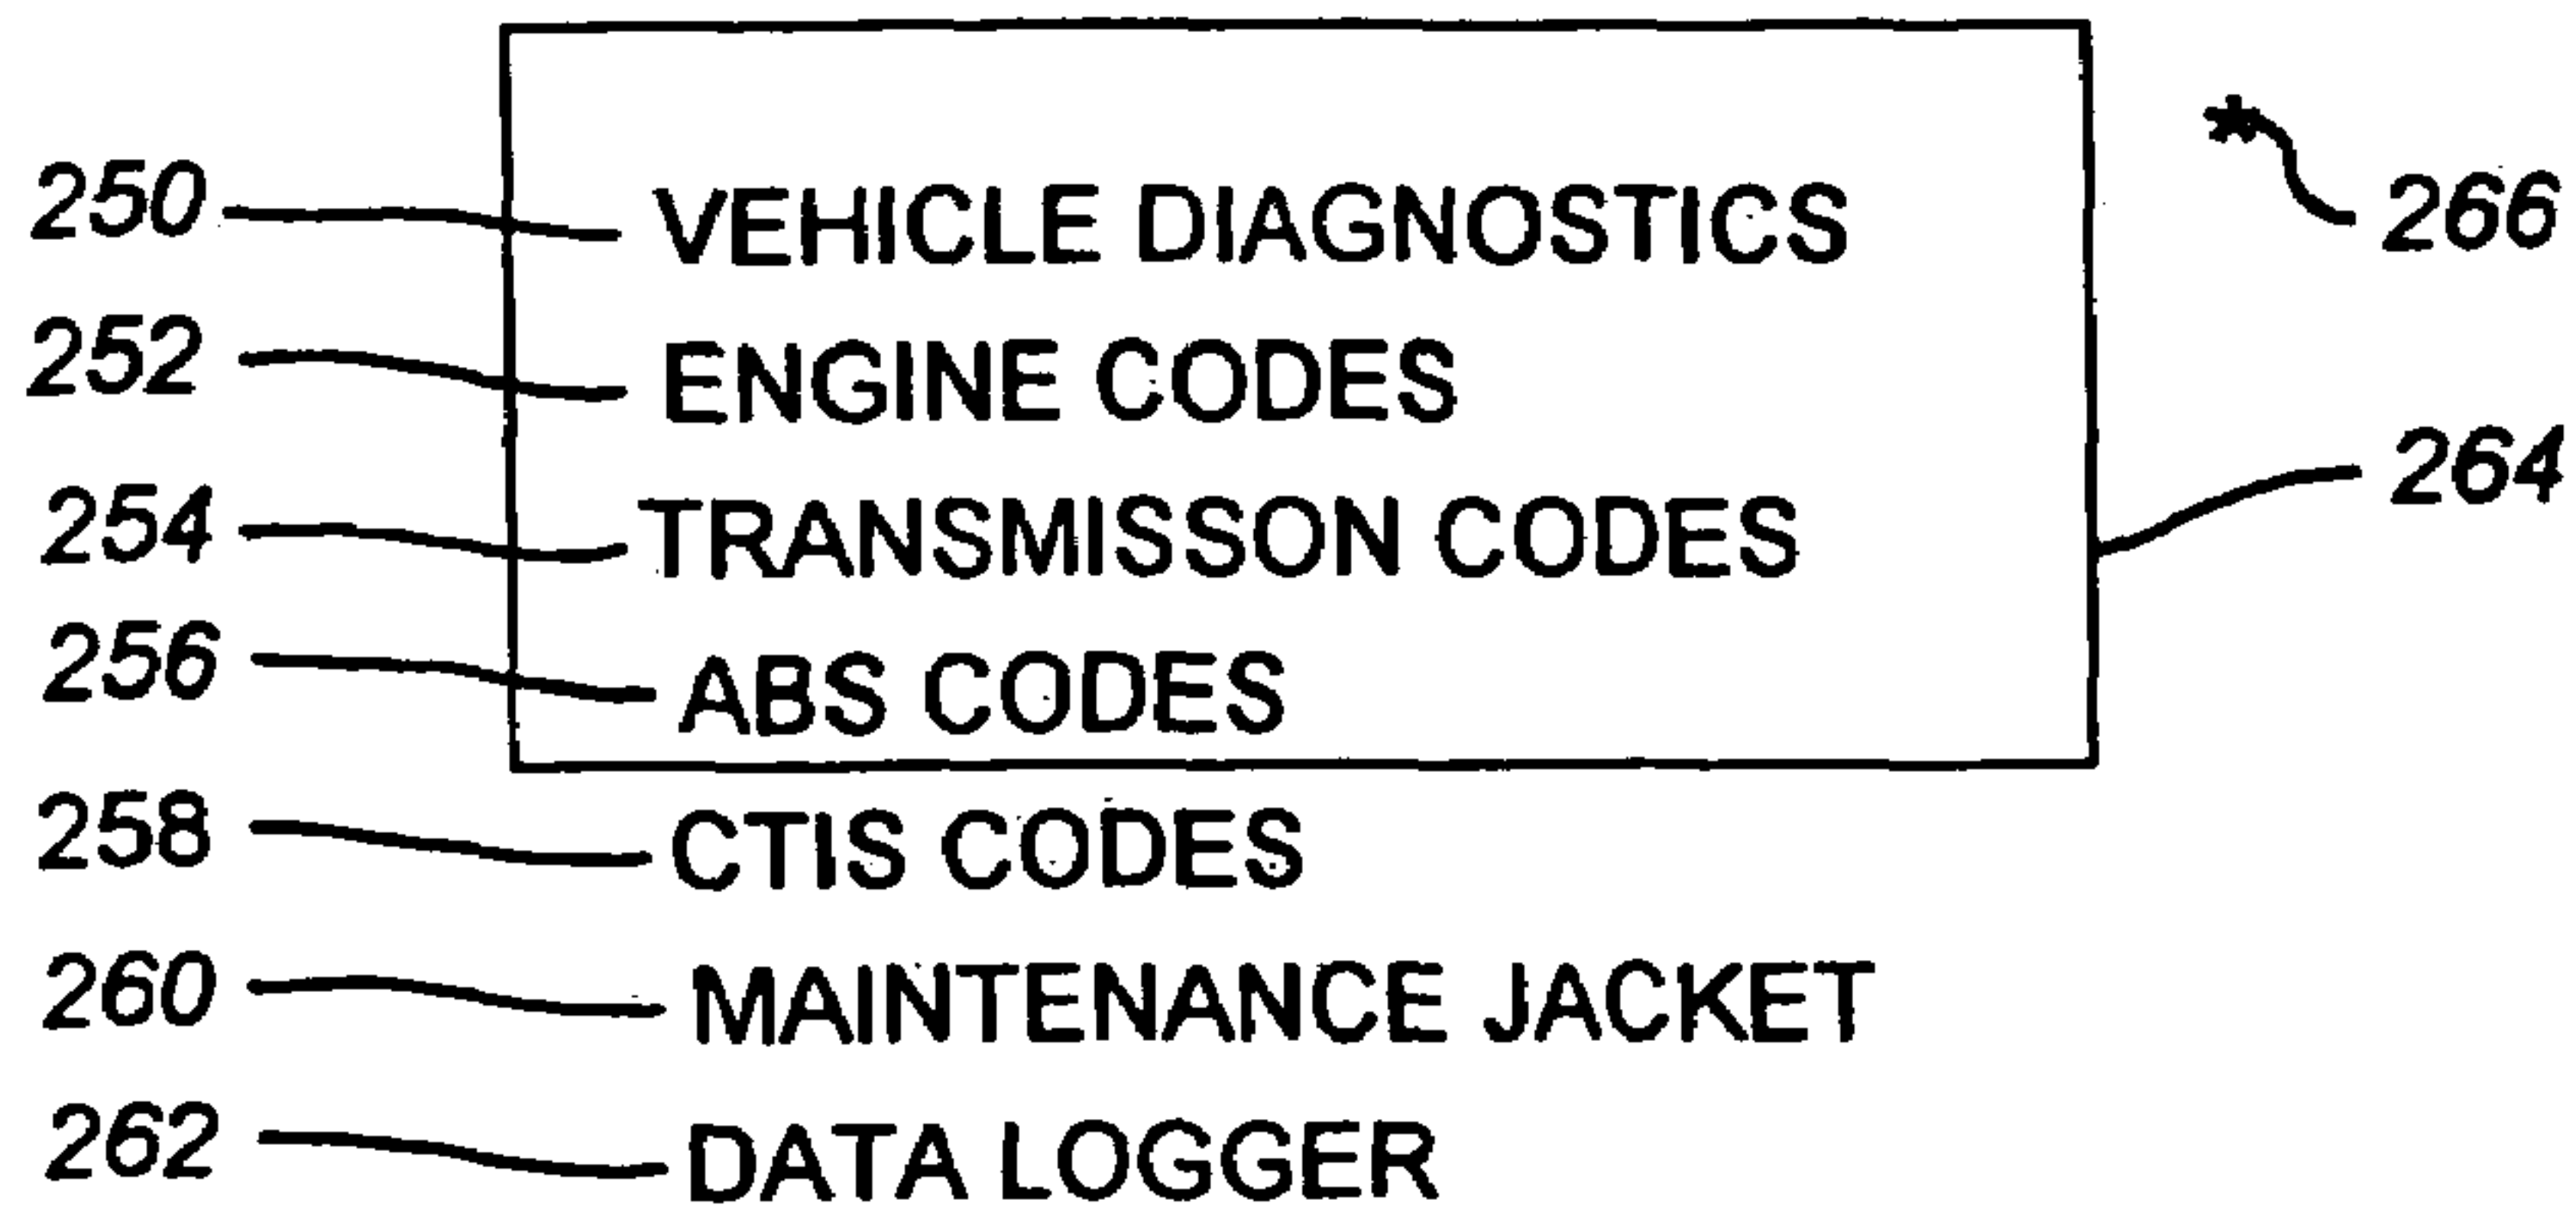 *
250 VEHICLE DIAGNOSTICS 266
252 ENGINE CODES
254 TRANSMISSON CODES 264
256 ABS CODES
258 CTIS CODES
260 MAINTENANCE JACKET
262 DATA LOGGER